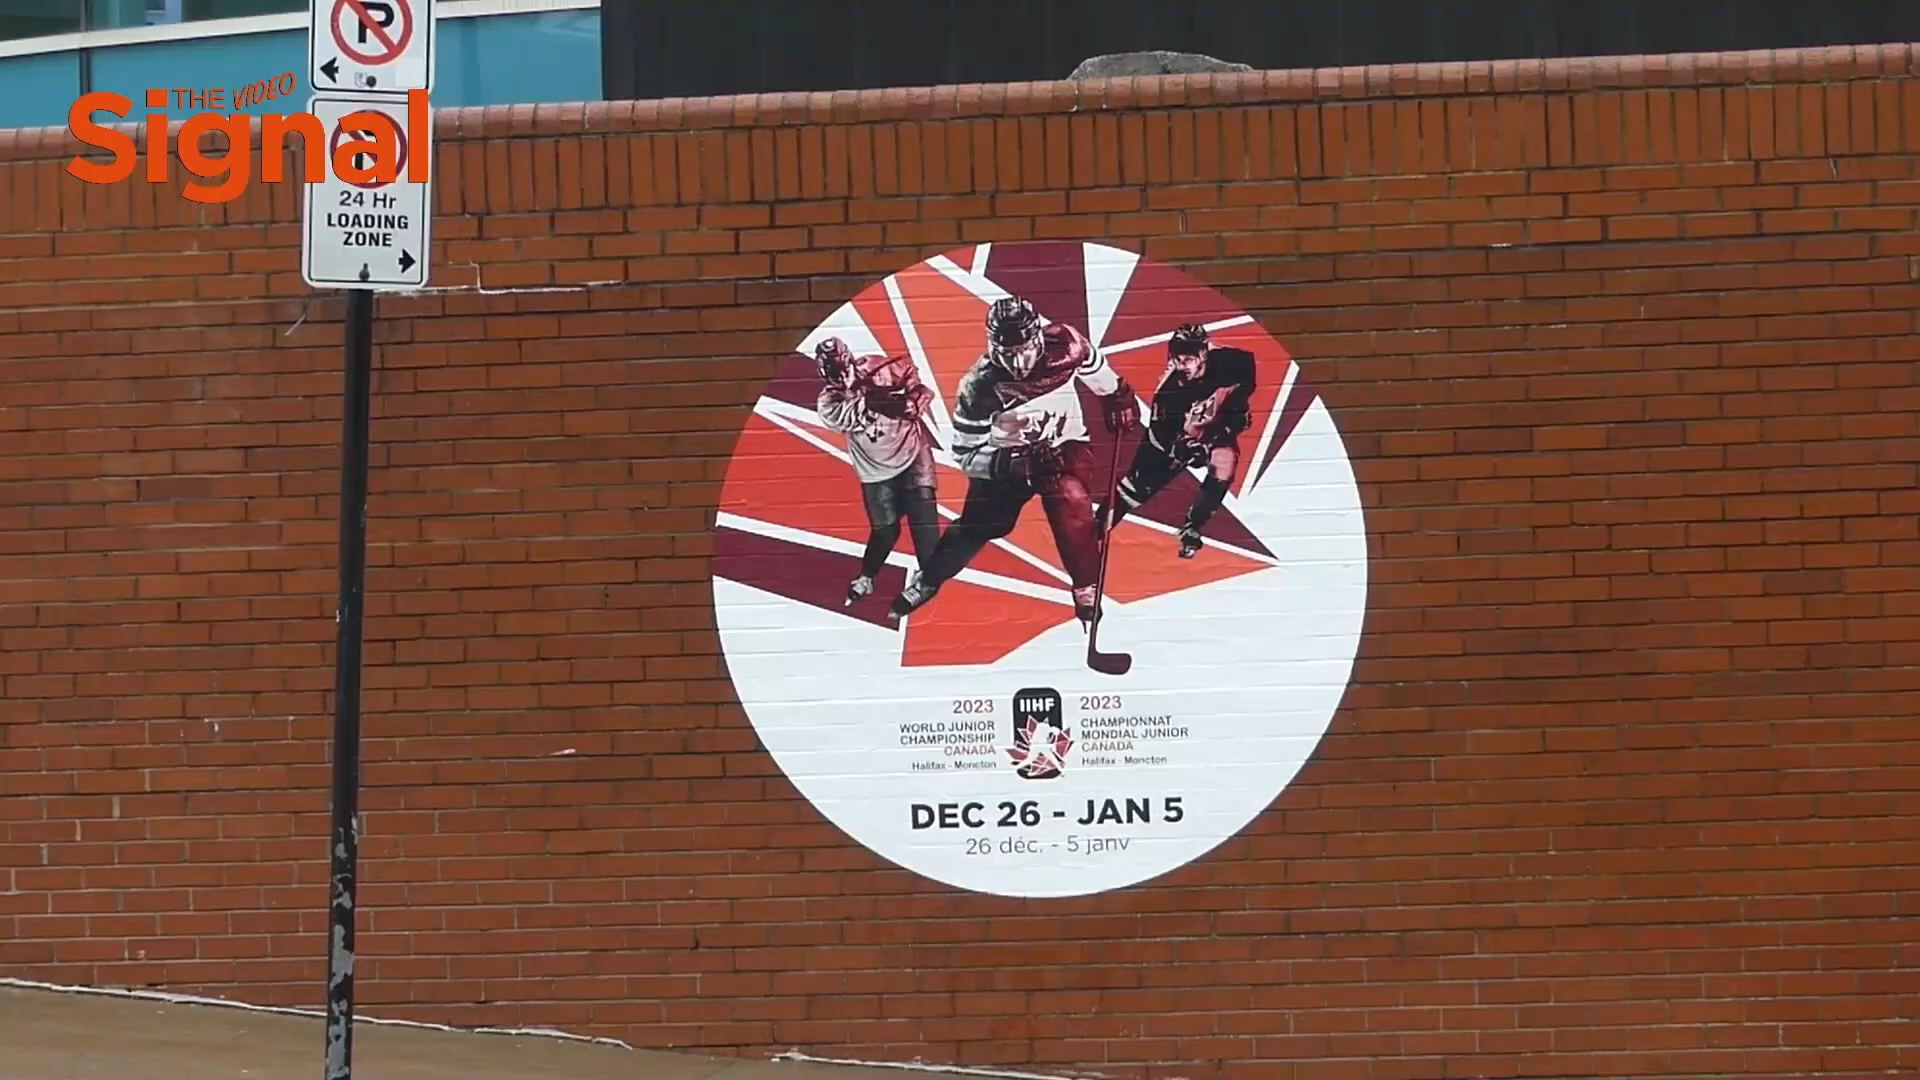 P
THE VIDEO
Signal
24 Hr
LOADING
ZONE
2023
WORLD JUNIOR
CHAMPIONSHIP
CANADA
Halifax - Moncton
IIHF
2023
CHAMPIONNAT
MONDIAL JUNIOR
CANADA
Halifax - Moncton
DEC 26 - JAN 5
26 déc. - 5 janv